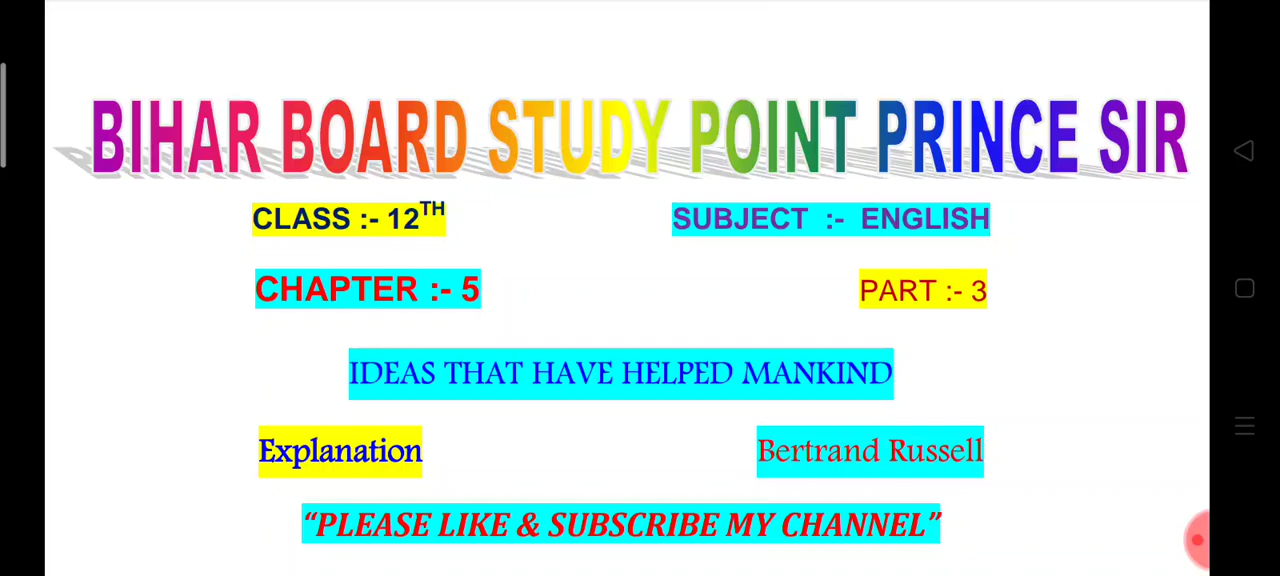 BIHAR BOARD STUDY POINT PRINCE SIR
CLASS :- 12TH SUBJECT :- ENGLISH
CHAPTER :- 5 PART :- 3
IDEAS THAT HAVE HELPED MANKIND
Explanation Bertrand Russell
“PLEASE LIKE & SUBSCRIBE MY CHANNEL”